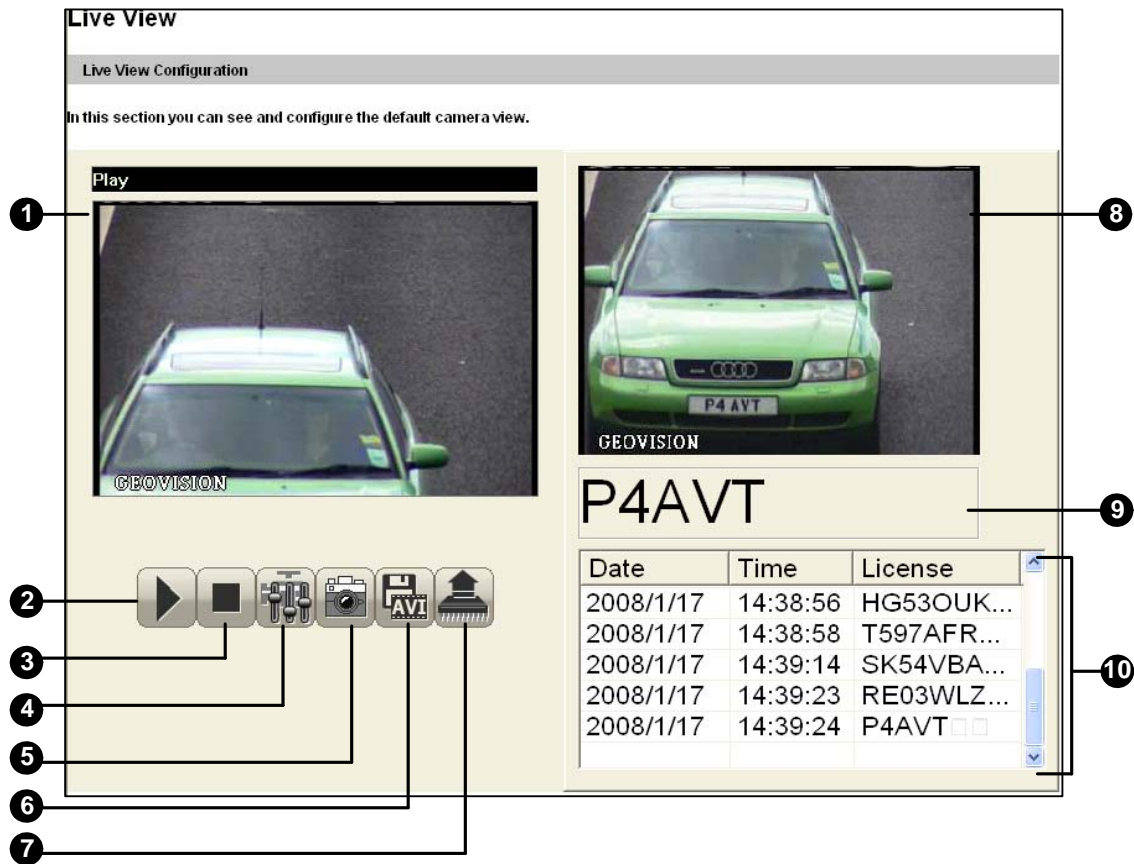 Live View
Live View Configuration
In this section you can see and configure the default camera view.
Play
1
GEOVISION
2
3
4
AVI
5
6
7
P4 AVT
GEOVISION
8
P4AVT
9
Date Time License
2008/1/17 14:38:56 HG53OUK...
2008/1/17 14:38:58 T597AFR...
2008/1/17 14:39:14 SK54VBA...
2008/1/17 14:39:23 RE03WLZ...
2008/1/17 14:39:24 P4AVT□□
10